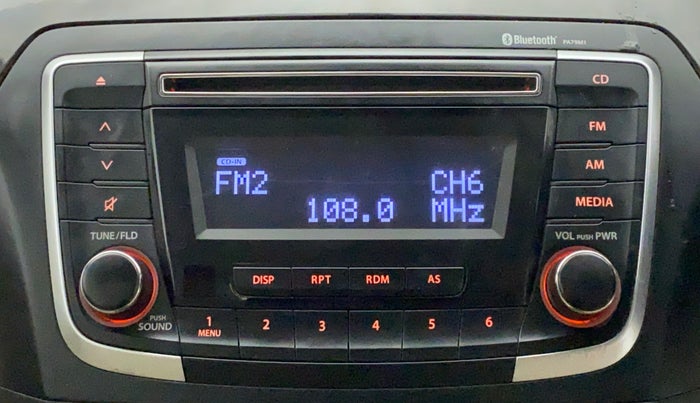 Bluetooth PA79M1
CD
FM
AM
MEDIA
CD-IN
FM2 CH6
108.0 MHz
TUNE/FLD
VOL PUSH PWR
DISP RPT RDM AS
PUSH
SOUND
1
MENU
2 3 4 5 6